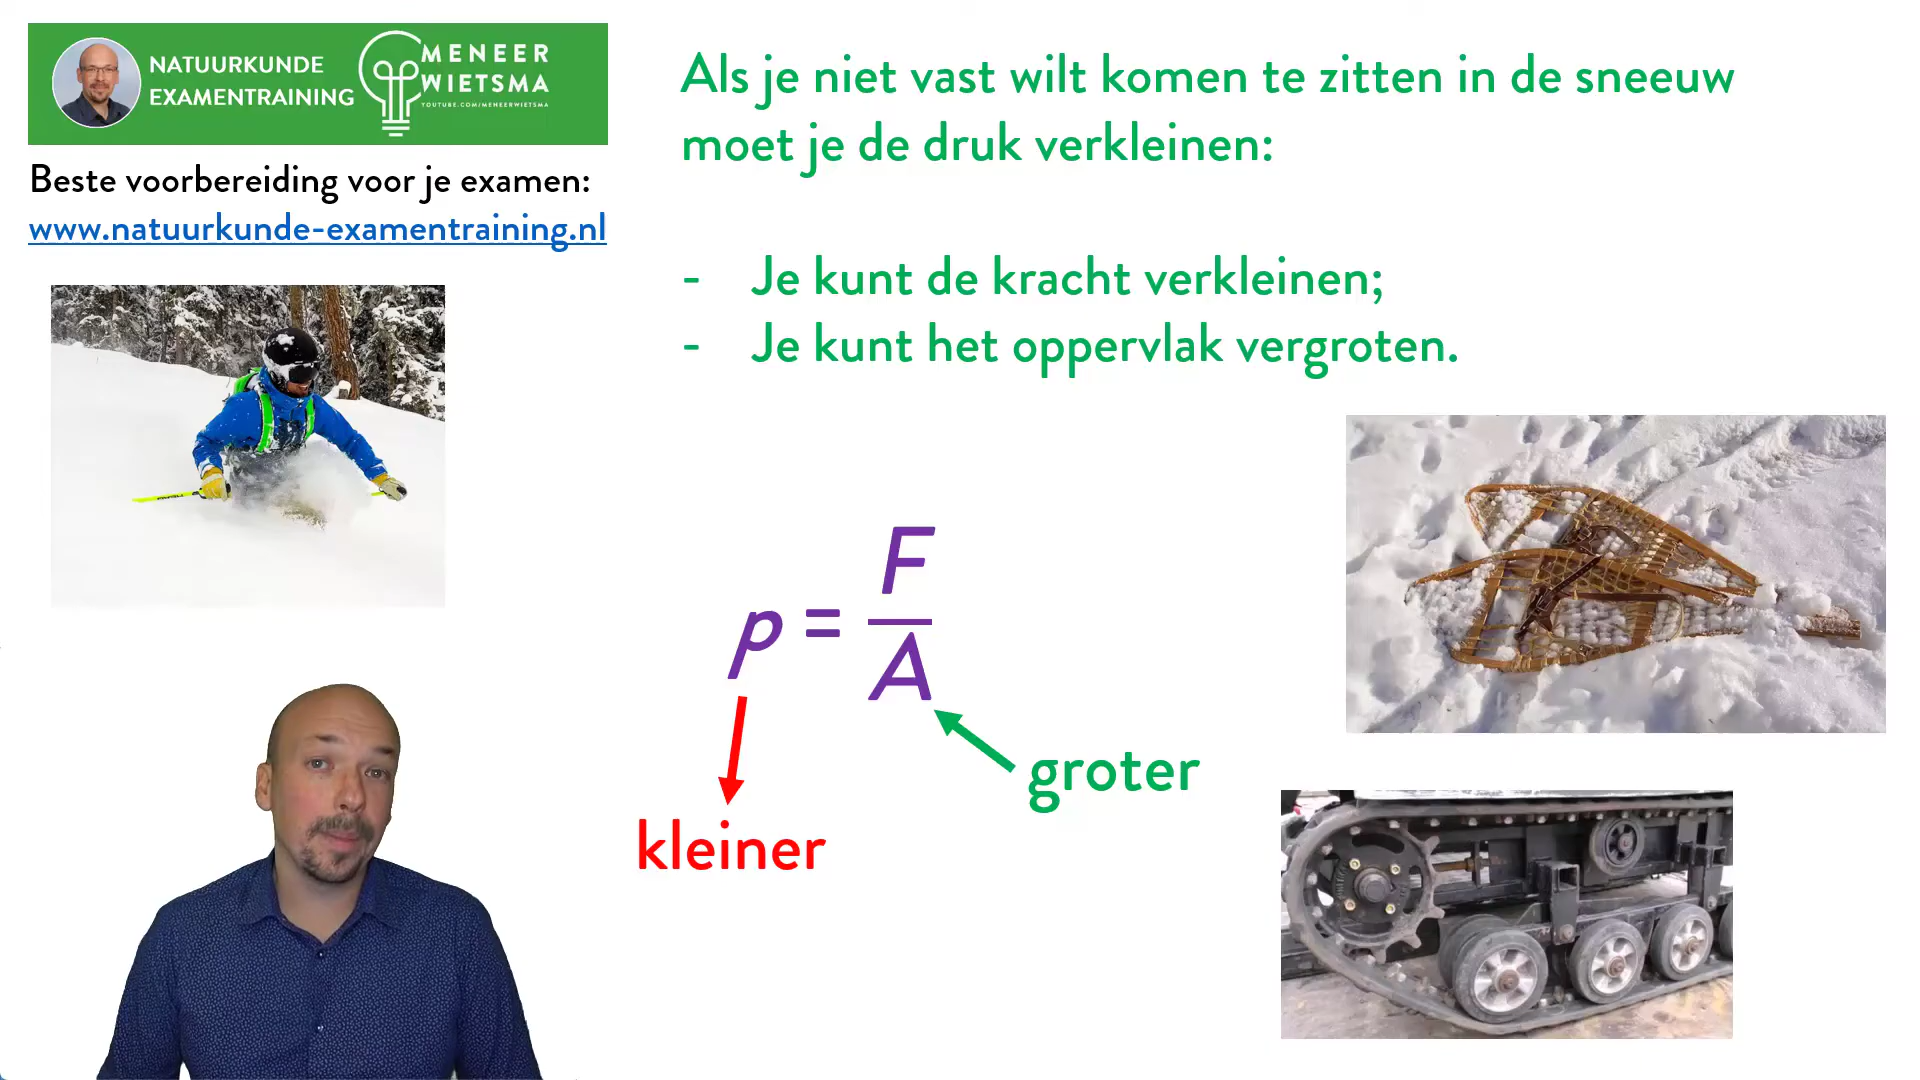 NATUURKUNDE
EXAMENTRAINING
MENEER
WIETSMA
YOUTUBE.COM/MENEERWIETSMA
Beste voorbereiding voor je examen:
www.natuurkunde-examentraining.nl
Als je niet vast wilt komen te zitten in de sneeuw
moet je de druk verkleinen:
- Je kunt de kracht verkleinen;
- Je kunt het oppervlak vergroten.
p = F / A
groter
kleiner